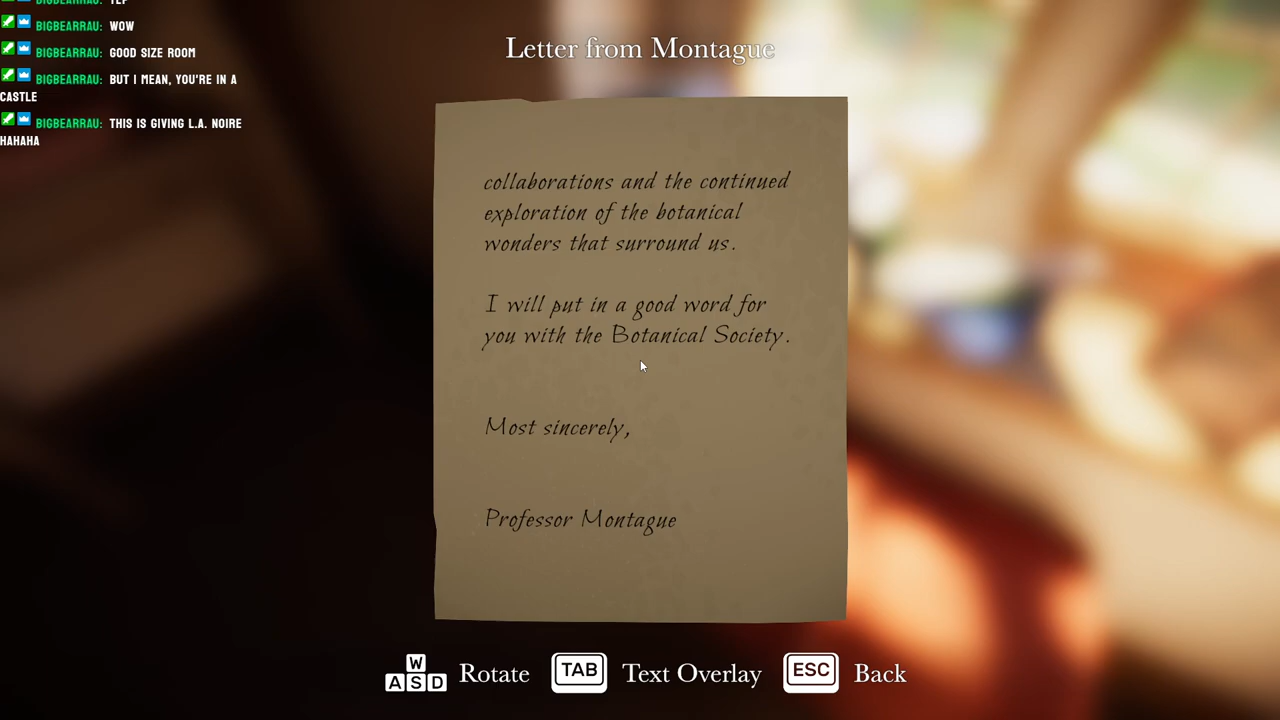 BIGBEARRAU: YEP
BIGBEARRAU: WOW
BIGBEARRAU: GOOD SIZE ROOM
BIGBEARRAU: BUT I MEAN, YOU'RE IN A
CASTLE
BIGBEARRAU: THIS IS GIVING L.A. NOIRE
HAHAHA
Letter from Montague
collaborations and the continued
exploration of the botanical
wonders that surround us.
I will put in a good word for
you with the Botanical Society.
Most sincerely,
Professor Montague
W
A S D Rotate TAB Text Overlay ESC Back